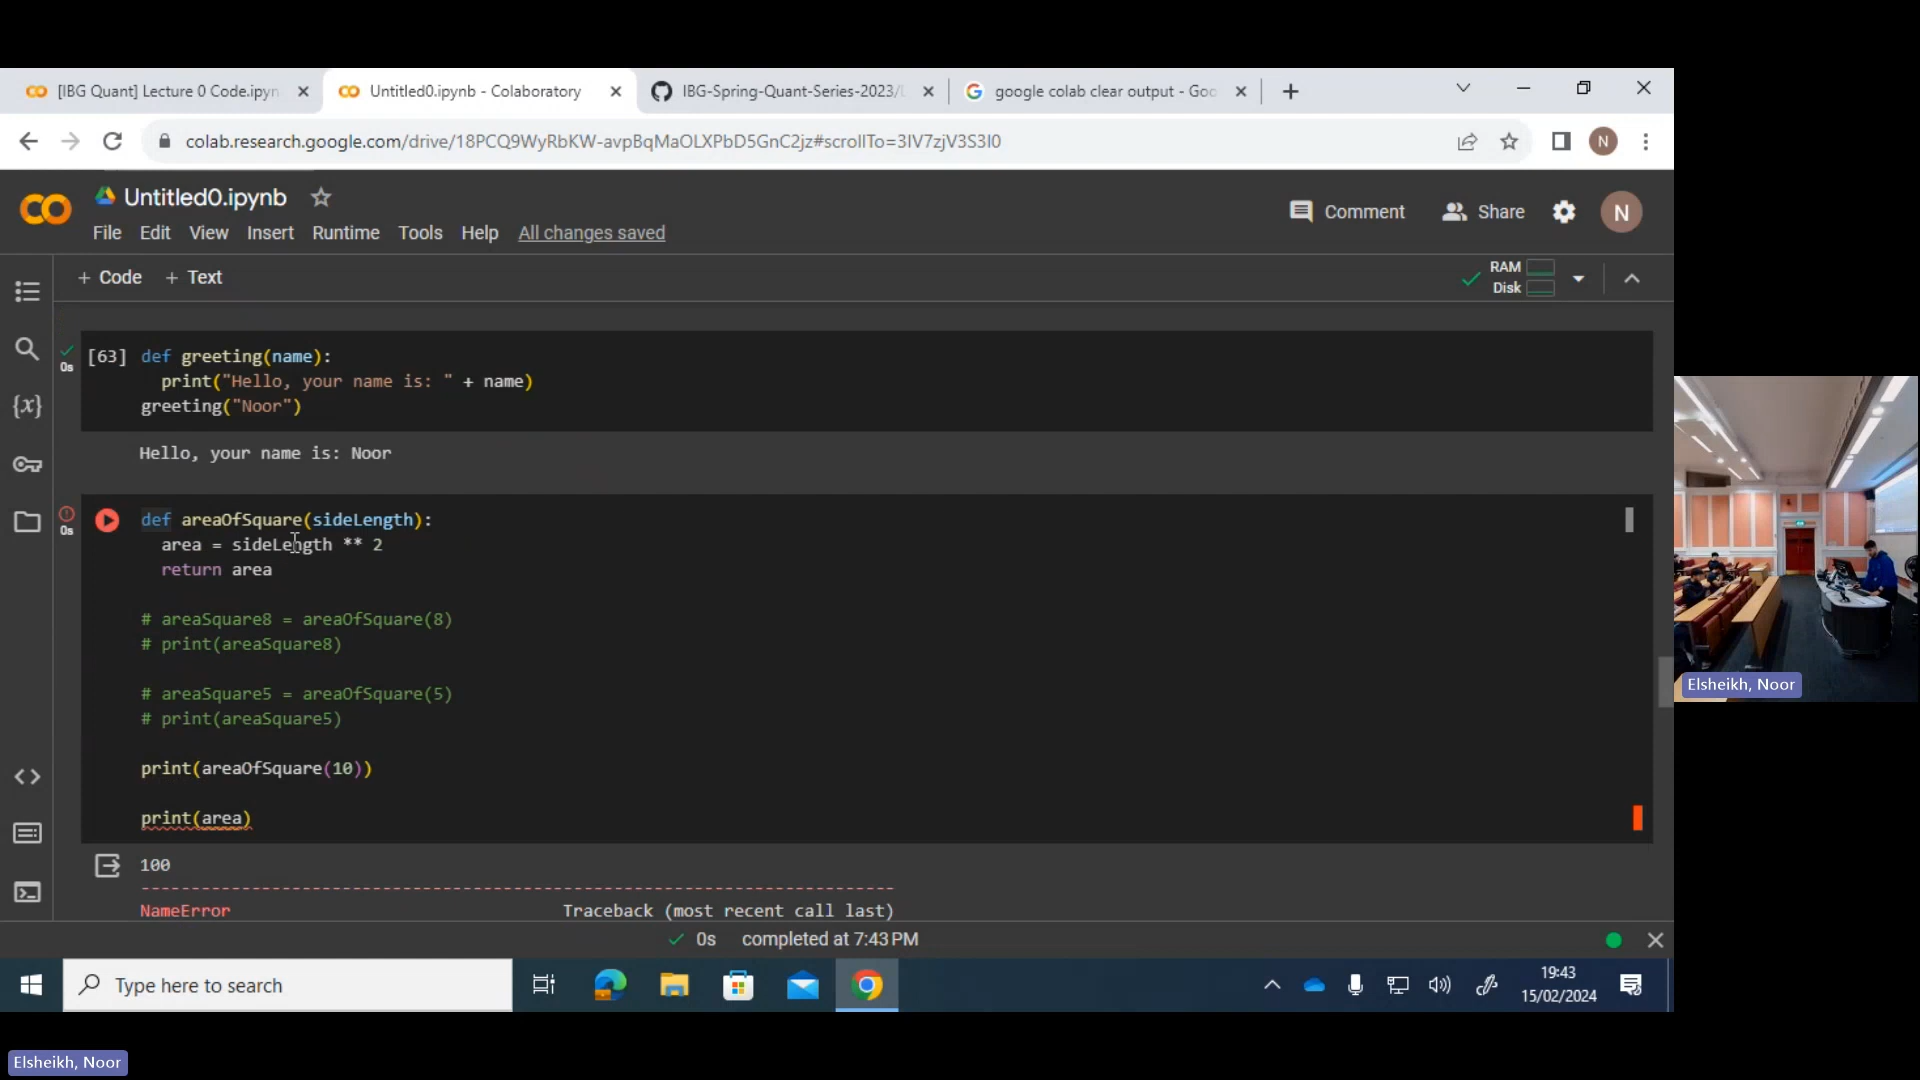 [IBG Quant] Lecture 0 Code.ipyn
Untitled0.ipynb - Colaboratory
IBG-Spring-Quant-Series-2023/
google colab clear output - Goo
colab.research.google.com/drive/18PCQ9WyRbKW-avpBqMaOLXPbD5GnC2jz#scrollTo=3IV7zjV3S3I0
N
Untitled0.ipynb
File Edit View Insert Runtime Tools Help All changes saved
Comment
Share
N
+ Code + Text
RAM
Disk
[63] def greeting(name):
print("Hello, your name is: " + name)
greeting("Noor")
0s
Hello, your name is: Noor
def areaOfSquare(sideLength):
0s
area = sideLength ** 2
return area
# areaSquare8 = areaOfSquare(8)
# print(areaSquare8)
# areaSquare5 = areaOfSquare(5)
# print(areaSquare5)
print(areaOfSquare(10))
print(area)
100
---------------------------------------------------------------------------
NameError Traceback (most recent call last)
0s completed at 7:43 PM
Type here to search
19:43
15/02/2024
Elsheikh, Noor
Elsheikh, Noor